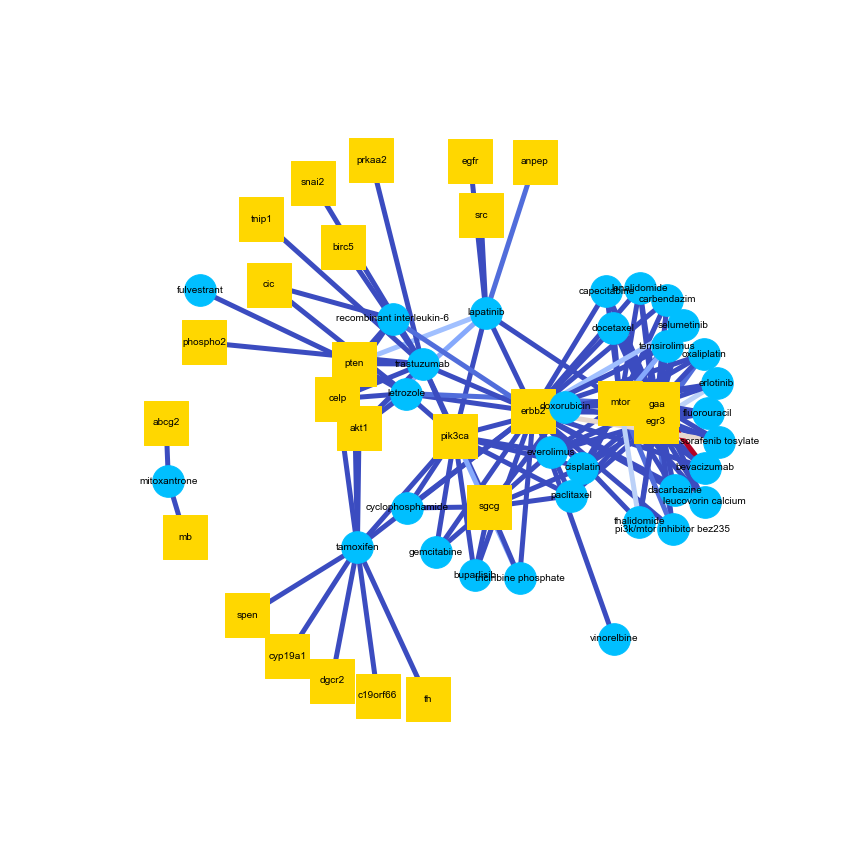 prkaa2
egfr
anpep
snai2
src
tnip1
birc5
cic
fulvestrant
capecitabine
lenalidomide
carbendazim
recombinant interleukin-6
lapatinib
docetaxel
selumetinib
phospho2
temsirolimus
oxaliplatin
pten
trastuzumab
erlotinib
celp
letrozole
erbb2
doxorubicin
mtor
gaa
fluorouracil
abcg2
akt1
pik3ca
egr3
everolimus
cisplatin
bevacizumab
mitoxantrone
paclitaxel
dacarbazine
leucovorin calcium
cyclophosphamide
sgcg
thalidomide
pi3k/mtor inhibitor bez235
mb
tamoxifen
gemcitabine
buparlisib
phosphate
spen
vinorelbine
cyp19a1
dgcr2
c19orf66
fh